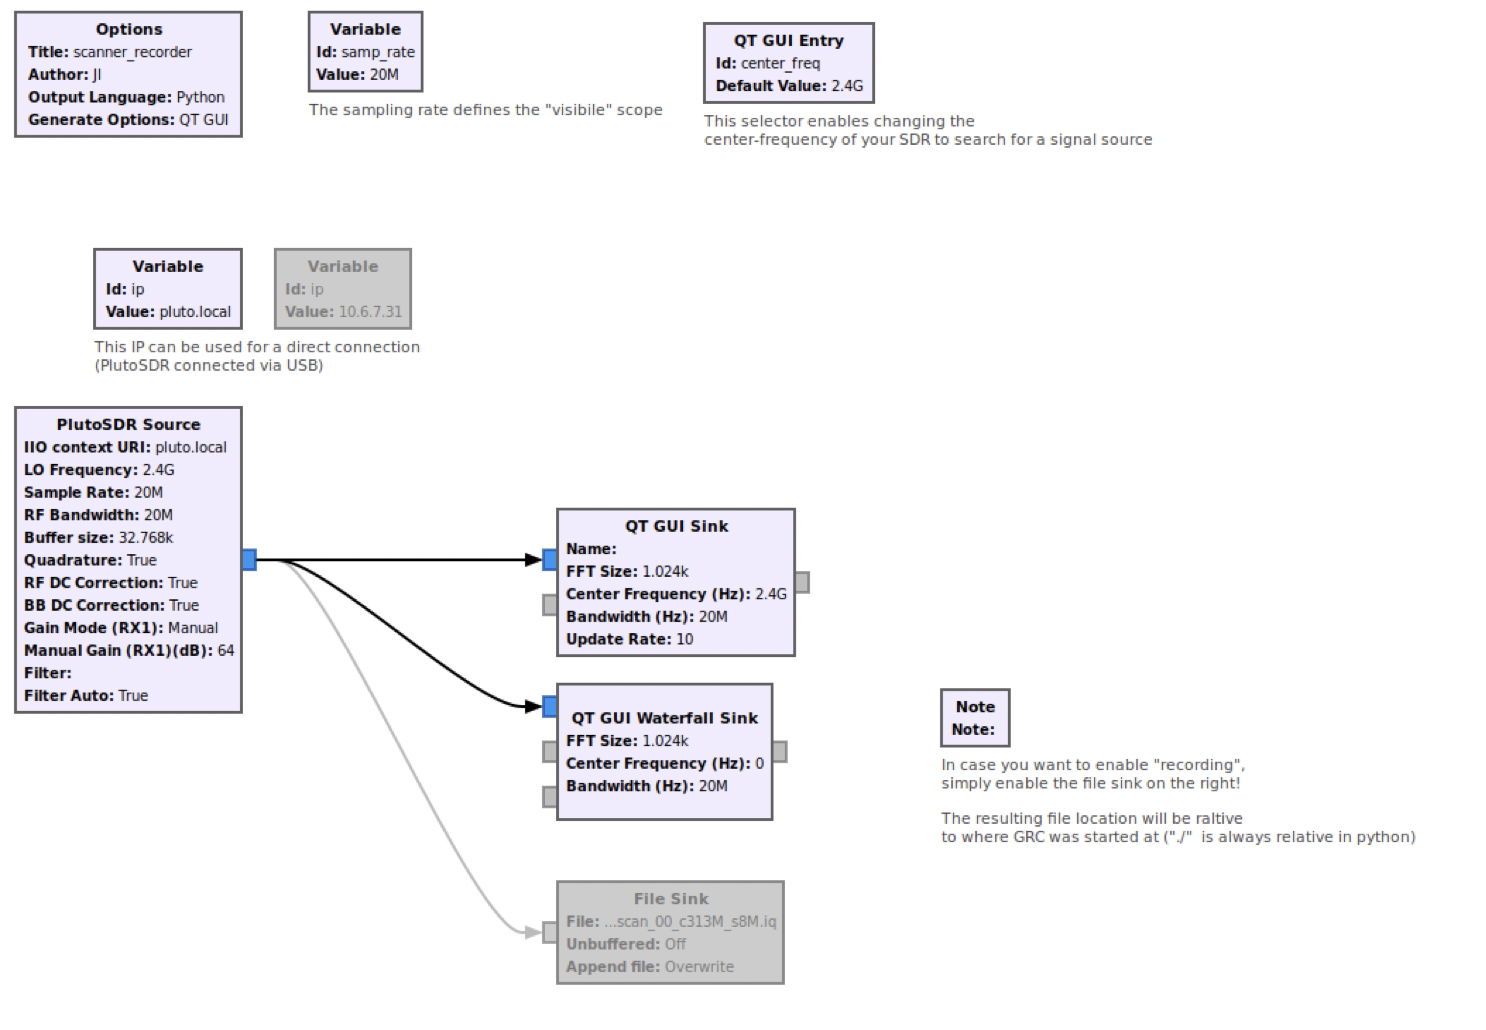 Options
Title: scanner_recorder
Author: JI
Output Language: Python
Generate Options: QT GUI
Variable
Id: samp_rate
Value: 20M
The sampling rate defines the "visibile" scope
QT GUI Entry
Id: center_freq
Default Value: 2.4G
This selector enables changing the
center-frequency of your SDR to search for a signal source
Variable
Id: ip
Value: pluto.local
Variable
Id: ip
Value: 10.6.7.31
This IP can be used for a direct connection
(PlutoSDR connected via USB)
PlutoSDR Source
IIO context URI: pluto.local
LO Frequency: 2.4G
Sample Rate: 20M
RF Bandwidth: 20M
Buffer size: 32.768k
Quadrature: True
RF DC Correction: True
BB DC Correction: True
Gain Mode (RX1): Manual
Manual Gain (RX1)(dB): 64
Filter:
Filter Auto: True
QT GUI Sink
Name:
FFT Size: 1.024k
Center Frequency (Hz): 2.4G
Bandwidth (Hz): 20M
Update Rate: 10
QT GUI Waterfall Sink
FFT Size: 1.024k
Center Frequency (Hz): 0
Bandwidth (Hz): 20M
Note
Note:
In case you want to enable "recording",
simply enable the file sink on the right!
The resulting file location will be raltive
to where GRC was started at ("./"  is always relative in python)
File Sink
File: ...scan_00_c313M_s8M.iq
Unbuffered: Off
Append file: Overwrite